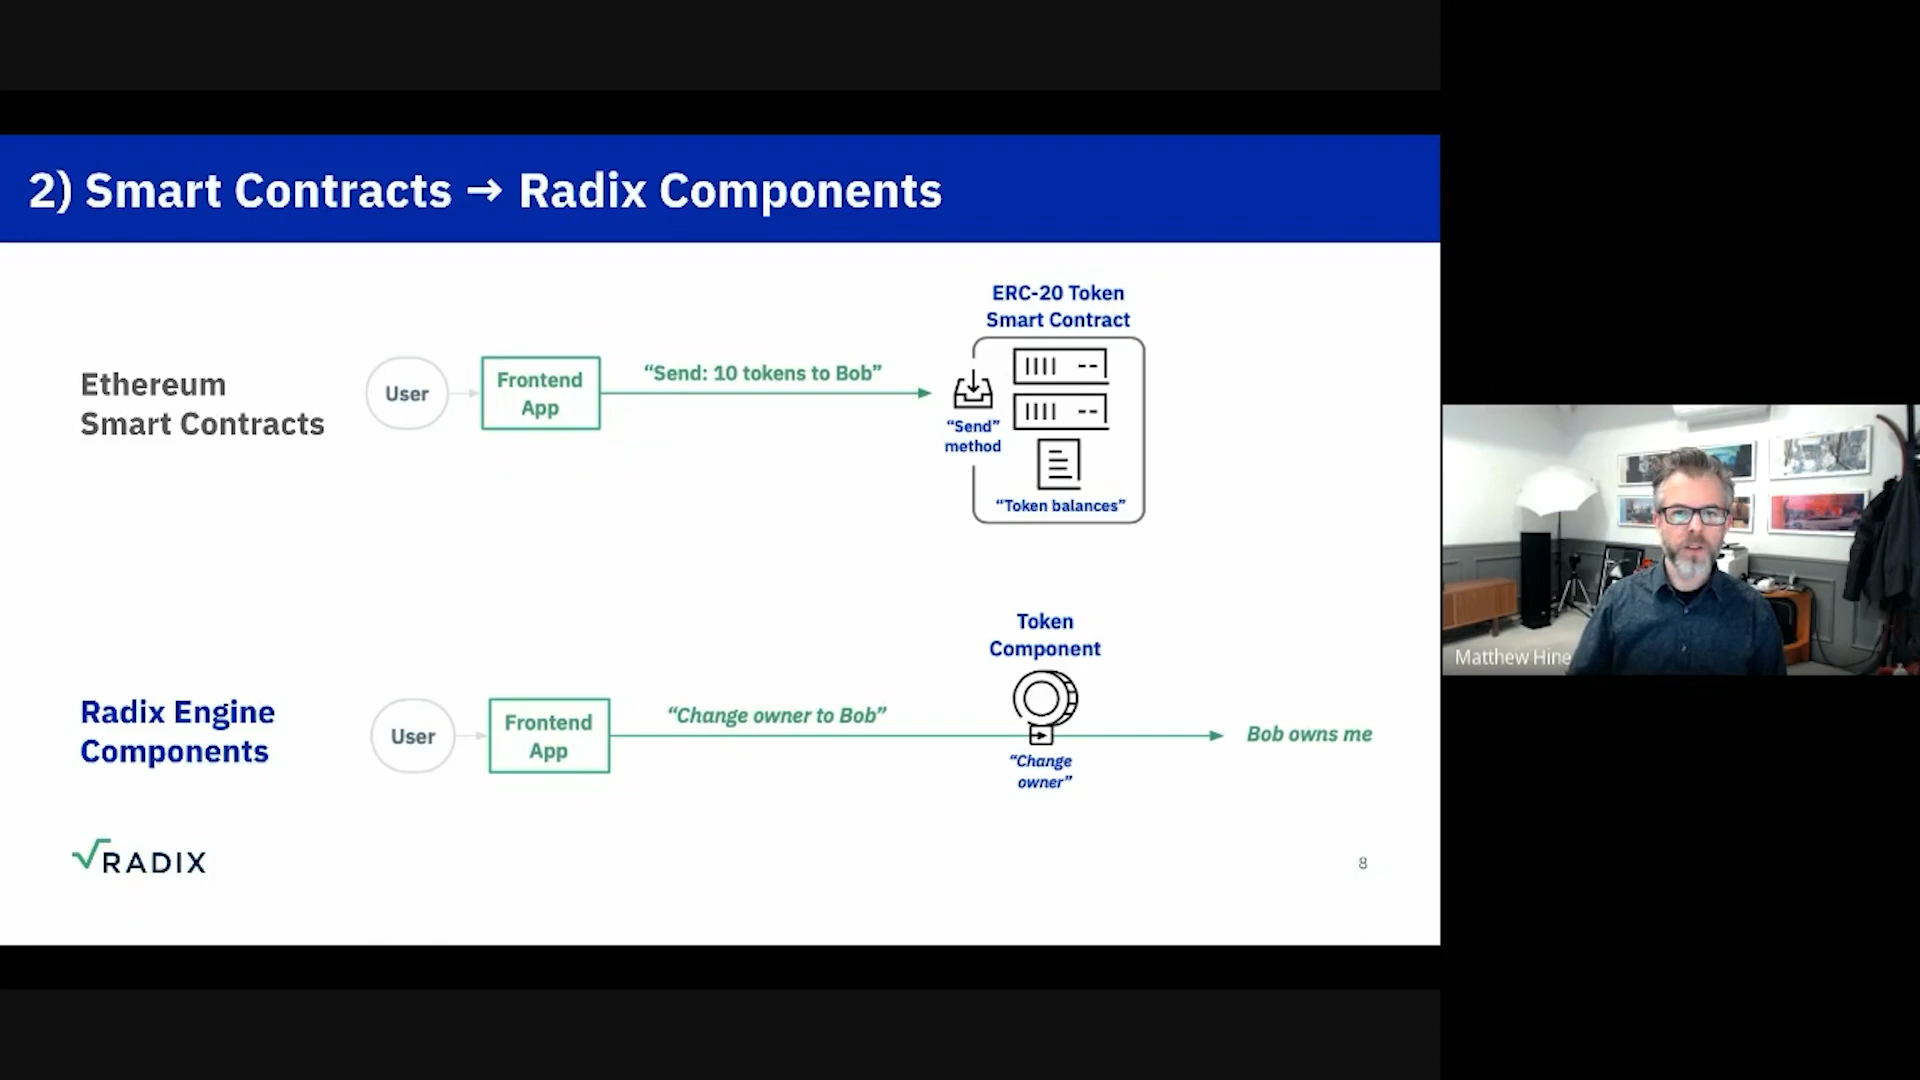 2) Smart Contracts → Radix Components
Ethereum
Smart Contracts
User
Frontend
App
“Send: 10 tokens to Bob”
ERC-20 Token
Smart Contract
“Send”
method
“Token balances”
Radix Engine
Components
User
Frontend
App
“Change owner to Bob”
Token
Component
“Change
owner”
Bob owns me
RADIX
8
Matthew Hine